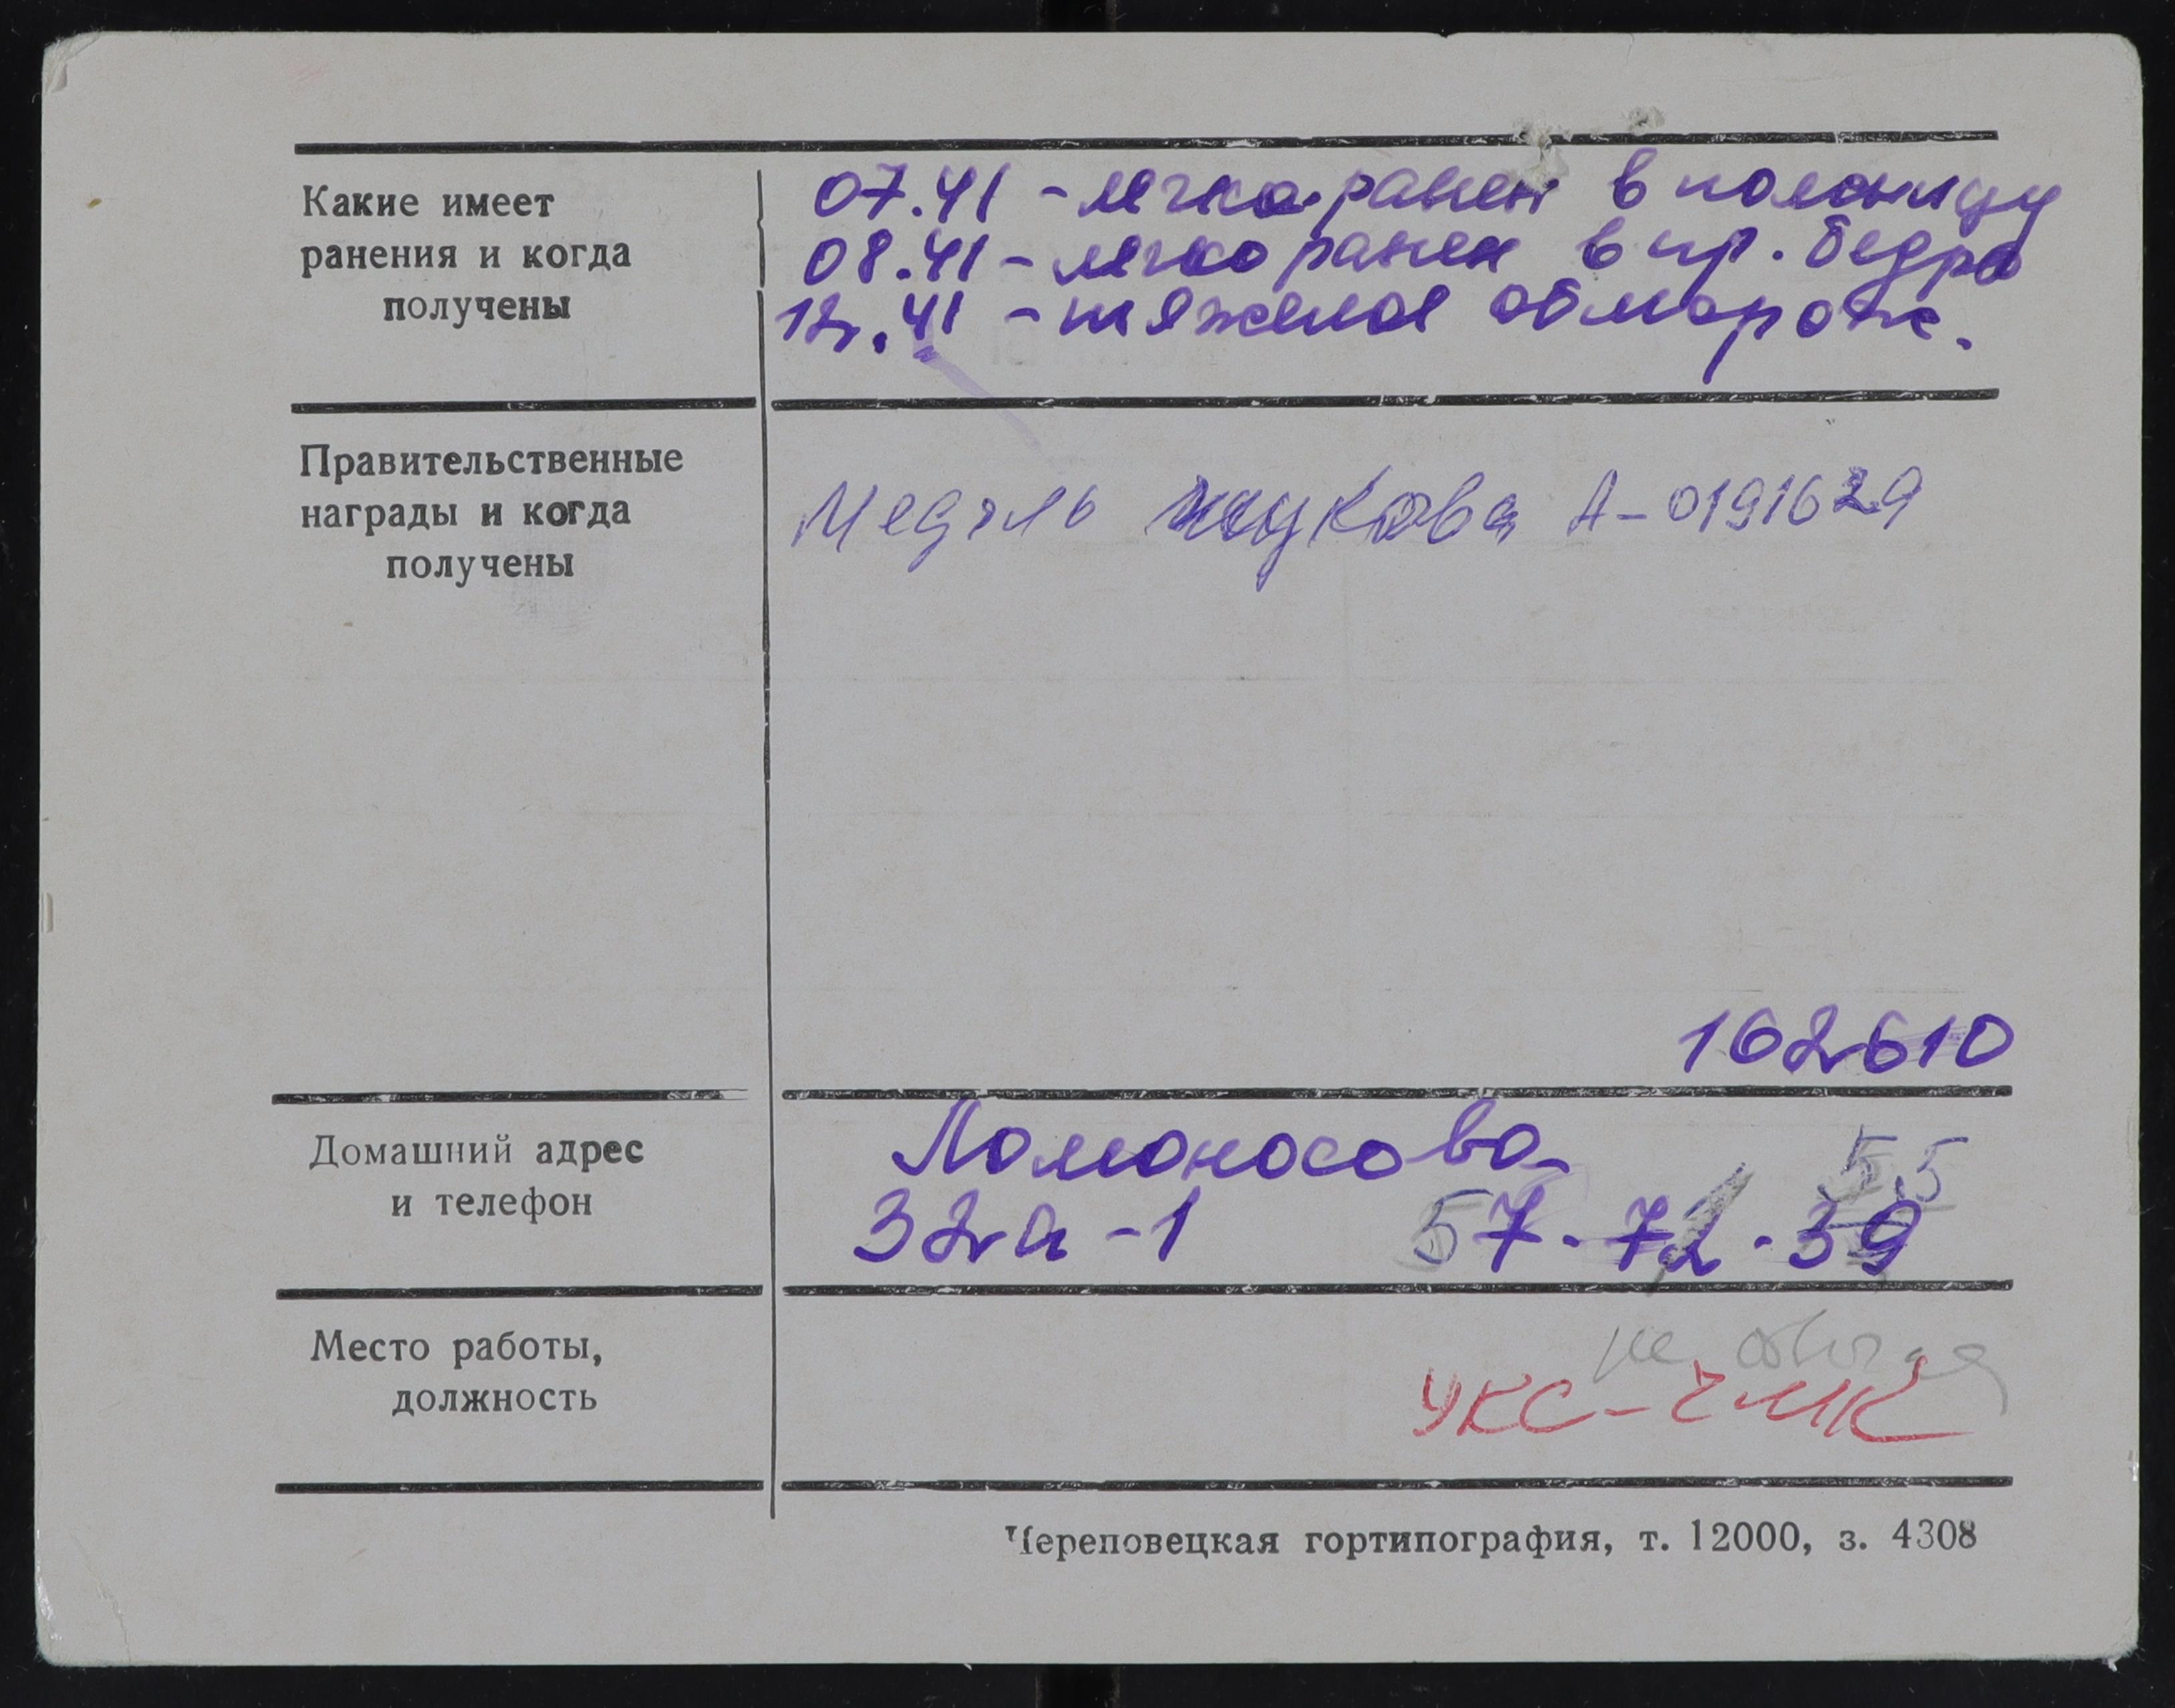 Какие имеет
ранения и когда
получены
07.41 - легко ранен в поясницу
08.41 - легко ранен в пр. бедро
12.41 - тяжелое обморож.
Правительственные
награды и когда
получены
Медаль Жукова А-0191629
162610
Домашний адрес
и телефон
Ломоносова
55
32а-1 57-72-39
Место работы,
должность
не
УКС-ЧМК
Череповецкая гортипография, т. 12000, з. 4308